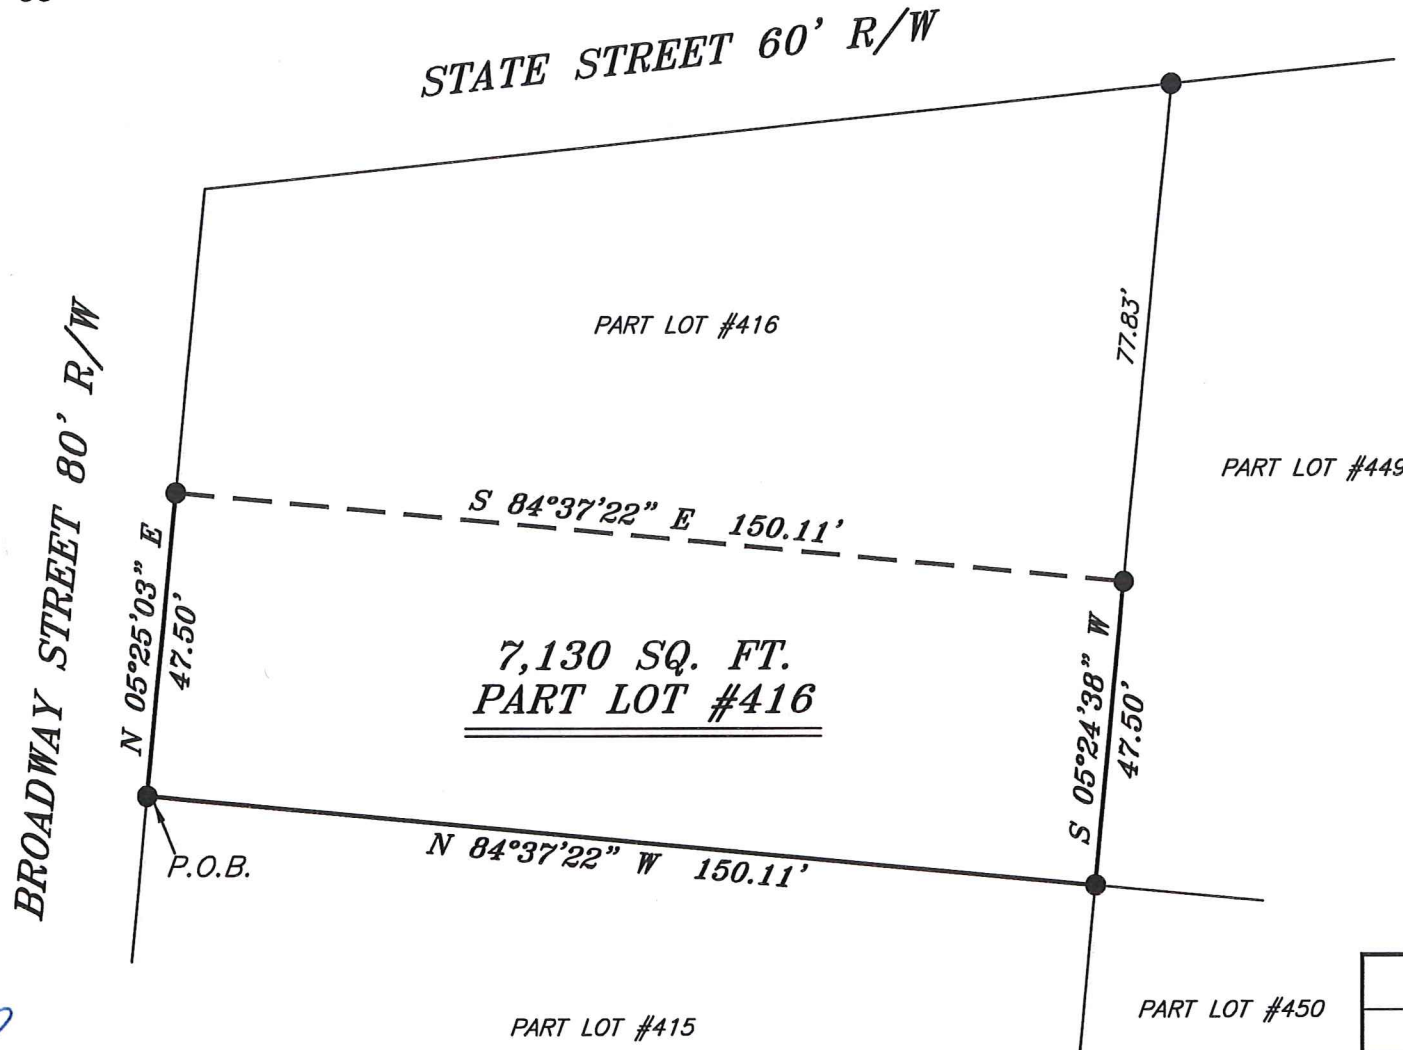 STATE STREET 60' R/W
PART LOT #416
77.83'
BROADWAY STREET 80' R/W
PART LOT #449
S 84°37'22" E 150.11'
N 05°25'03" E
47.50'
7,130 SQ. FT.
PART LOT #416
S 05°24'38" W
47.50'
N 84°37'22" W 150.11'
P.O.B.
PART LOT #450
PART LOT #415